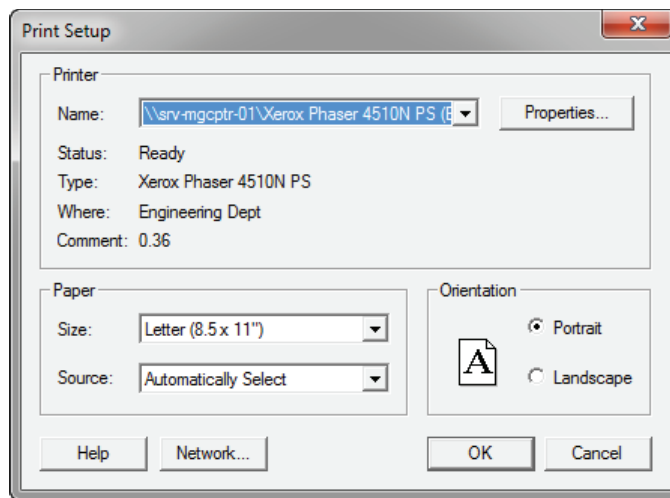 Print Setup
Printer
Name: \\srv-mgcptr-01\Xerox Phaser 4510N PS (E Properties...
Status: Ready
Type: Xerox Phaser 4510N PS
Where: Engineering Dept
Comment: 0.36
Paper
Orientation
Size: Letter (8.5 x 11")
Portrait
A
Source: Automatically Select
Landscape
Help Network... OK Cancel